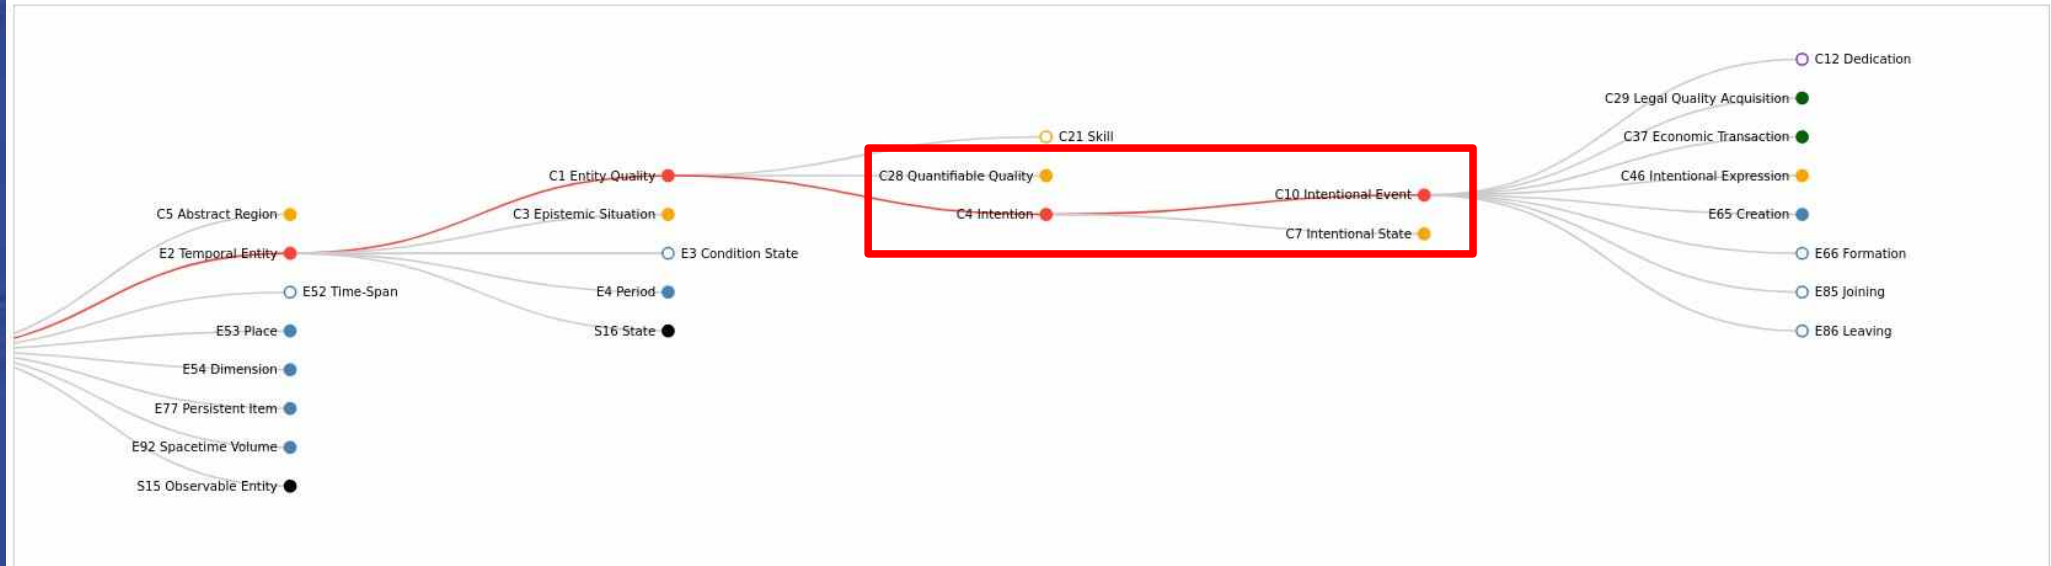 C5 Abstract Region
E2 Temporal Entity
E52 Time-Span
E53 Place
E54 Dimension
E77 Persistent Item
E92 Spacetime Volume
S15 Observable Entity
C1 Entity Quality
C3 Epistemic Situation
E3 Condition State
E4 Period
S16 State
C21 Skill
C28 Quantifiable Quality
C4 Intention
C10 Intentional Event
C7 Intentional State
C12 Dedication
C29 Legal Quality Acquisition
C37 Economic Transaction
C46 Intentional Expression
E65 Creation
E66 Formation
E85 Joining
E86 Leaving